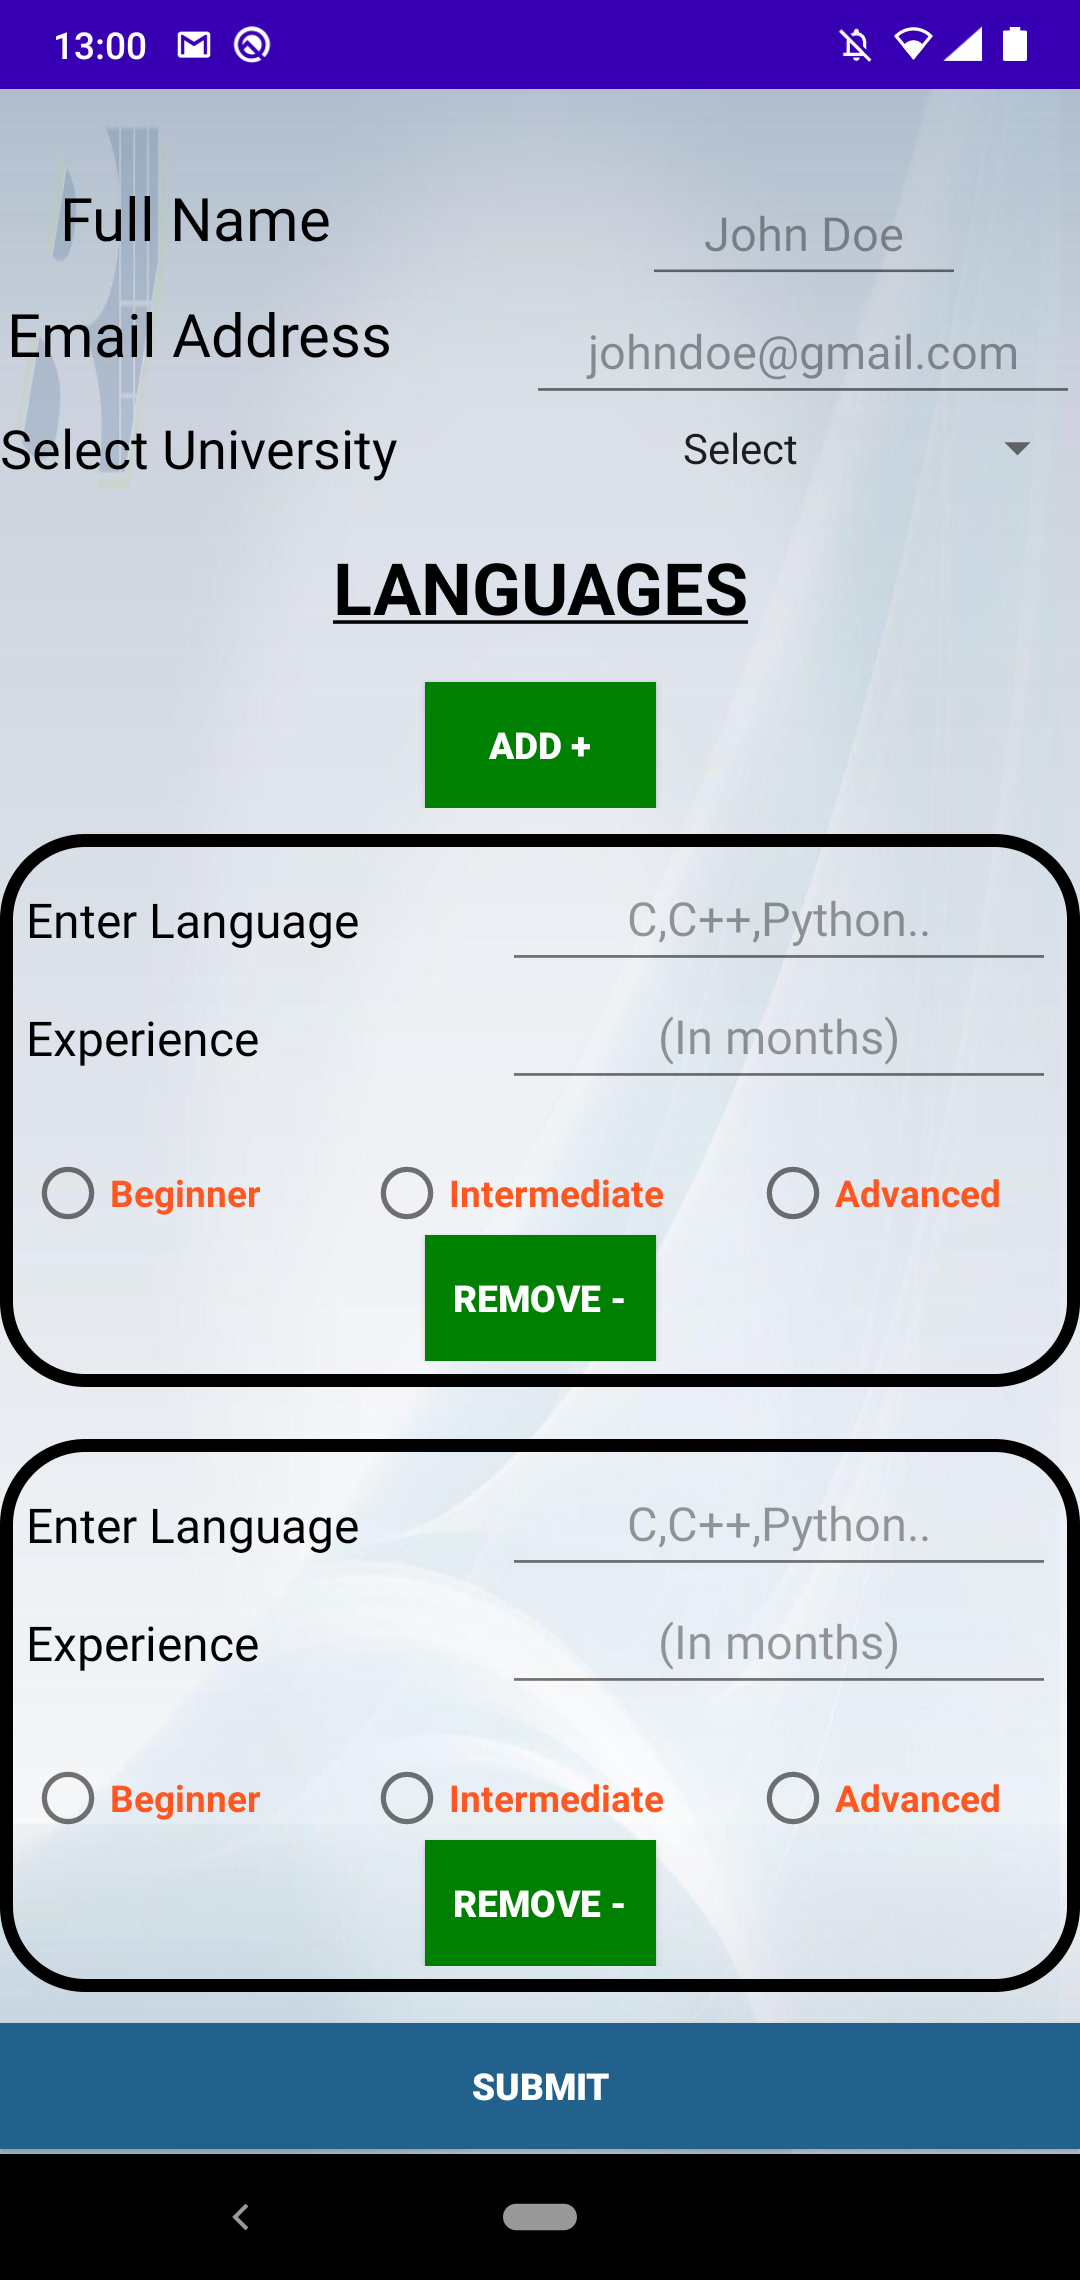 13:00
Full Name
John Doe
Email Address
johndoe@gmail.com
Select University
Select
LANGUAGES
ADD +
Enter Language
C,C++,Python..
Experience
(In months)
Beginner
Intermediate
Advanced
REMOVE -
Enter Language
C,C++,Python..
Experience
(In months)
Beginner
Intermediate
Advanced
REMOVE -
SUBMIT